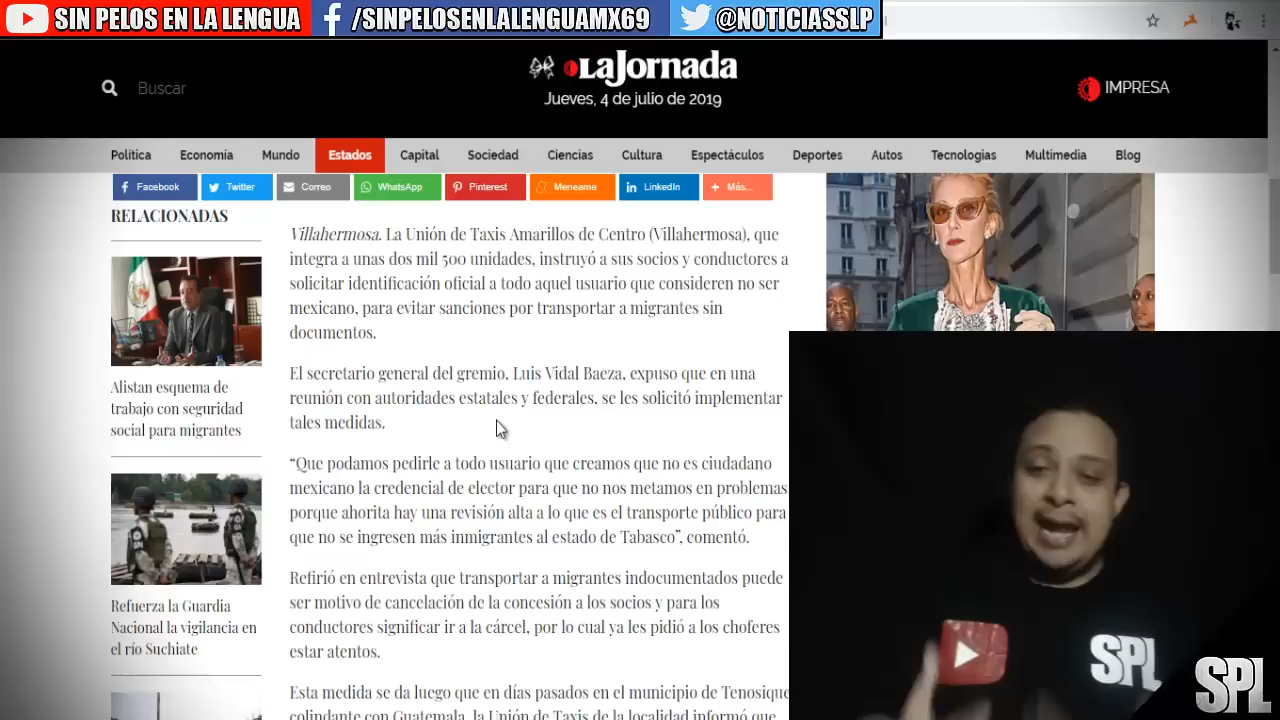 SIN PELOS EN LA LENGUA
/SINPELOSENLALENGUAMX69
@NOTICIASSLP
Buscar
La Jornada
Jueves, 4 de julio de 2019
IMPRESA
Política
Economía
Mundo
Estados
Capital
Sociedad
Ciencias
Cultura
Espectáculos
Deportes
Autos
Tecnologias
Multimedia
Blog
Facebook
Twitter
Correo
WhatsApp
Pinterest
Meneame
LinkedIn
Más...
RELACIONADAS
Alistan esquema de
trabajo con seguridad
social para migrantes
Refuerza la Guardia
Nacional la vigilancia en
el río Suchiate
Villahermosa. La Unión de Taxis Amarillos de Centro (Villahermosa), que
integra a unas dos mil 500 unidades, instruyó a sus socios y conductores a
solicitar identificación oficial a todo aquel usuario que consideren no ser
mexicano, para evitar sanciones por transportar a migrantes sin
documentos.
El secretario general del gremio, Luis Vidal Baeza, expuso que en una
reunión con autoridades estatales y federales, se les solicitó implementar
tales medidas.
“Que podamos pedirle a todo usuario que creamos que no es ciudadano
mexicano la credencial de elector para que no nos metamos en problemas
porque ahorita hay una revisión alta a lo que es el transporte público para
que no se ingresen más inmigrantes al estado de Tabasco”, comentó.
Refirió en entrevista que transportar a migrantes indocumentados puede
ser motivo de cancelación de la concesión a los socios y para los
conductores significar ir a la cárcel, por lo cual ya les pidió a los choferes
estar atentos.
Esta medida se da luego que en días pasados en el municipio de Tenosique
colindante con Guatemala, la Unión de Taxis de la localidad informó que
SPL
SPL